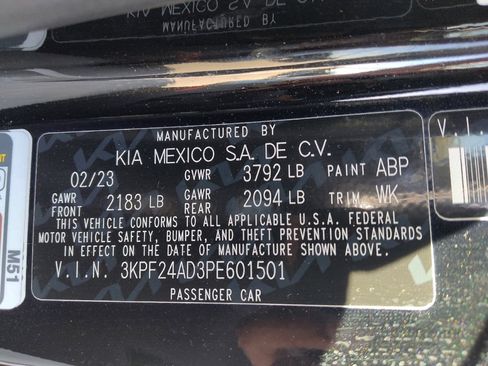 MANUFACTURED BY
KIA MEXICO S.A. DE C.V.
02/23 GVWR 3792 LB PAINT ABP
GAWR FRONT 2183 LB GAWR REAR 2094 LB TRIM WK
THIS VEHICLE CONFORMS TO ALL APPLICABLE U.S.A. FEDERAL
MOTOR VEHICLE SAFETY, BUMPER, AND THEFT PREVENTION STANDARDS
IN EFFECT ON THE DATE OF MANUFACTURE SHOWN ABOVE.
V.I.N. 3KPF24AD3PE601501
PASSENGER CAR
V.I.
M51